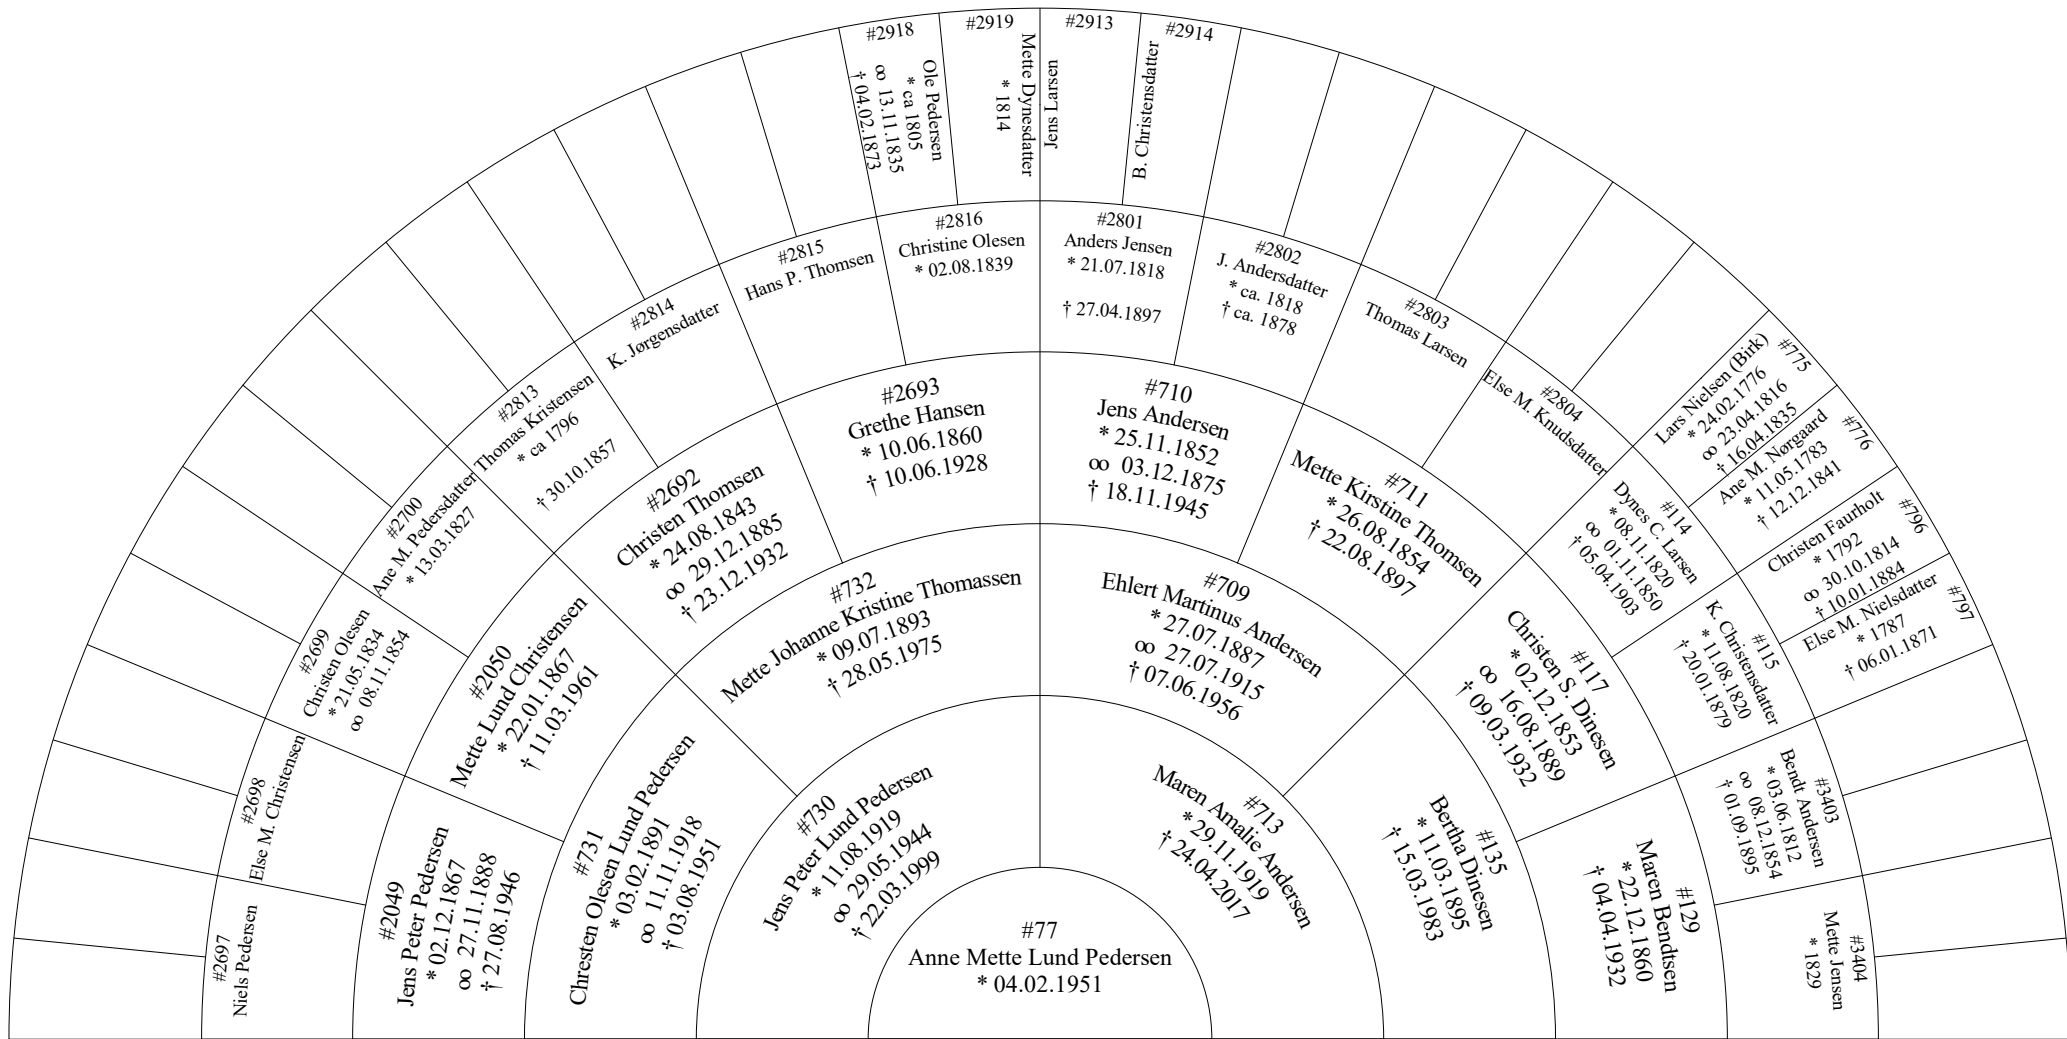 #2918
Ole Pedersen
* ca 1805
∞ 13.11.1835
† 04.02.1873
#2919
Mette Dynesdatter
* 1814
#2913
Jens Larsen
#2914
B. Christensdatter
#775
Lars Nielsen (Birk)
* 24.02.1776
∞ 23.04.1816
† 16.04.1835
#776
Ane M. Nørgaard
* 11.05.1783
† 12.12.1841
#796
Christen Faurholt
* 1792
∞ 30.10.1814
† 10.01.1884
#797
Else M. Nielsdatter
* 1787
† 06.01.1871
#2697
Niels Pedersen
#2698
Else M. Christensen
#2699
Christen Olesen
* 21.05.1834
∞ 08.11.1854
#2700
Ane M. Pedersdatter
* 13.03.1827
#2813
Thomas Kristensen
* ca 1796
† 30.10.1857
#2814
K. Jørgensdatter
#2815
Hans P. Thomsen
#2816
Christine Olesen
* 02.08.1839
#2801
Anders Jensen
* 21.07.1818
† 27.04.1897
#2802
J. Andersdatter
* ca. 1818
† ca. 1878
#2803
Thomas Larsen
#2804
Else M. Knudsdatter
#114
Dynes C. Larsen
* 08.11.1820
∞ 01.11.1850
† 05.04.1903
#115
K. Christensdatter
* 11.08.1820
† 20.01.1879
#3403
Bendt Andersen
* 03.06.1812
∞ 08.12.1854
† 01.09.1895
#3404
Mette Jensen
* 1829
#2049
Jens Peter Pedersen
* 02.12.1867
∞ 27.11.1888
† 27.08.1946
#2050
Mette Lund Christensen
* 22.01.1867
† 11.03.1961
#2692
Christen Thomsen
* 24.08.1843
∞ 29.12.1885
† 23.12.1932
#2693
Grethe Hansen
* 10.06.1860
† 10.06.1928
#710
Jens Andersen
* 25.11.1852
∞ 03.12.1875
† 18.11.1945
#711
Mette Kirstine Thomsen
* 26.08.1854
† 22.08.1897
#117
Christen S. Dinesen
* 02.12.1853
∞ 16.08.1889
† 09.03.1932
#129
Maren Bendtsen
* 22.12.1860
† 04.04.1932
#731
Chresten Olesen Lund Pedersen
* 03.02.1891
∞ 11.11.1918
† 03.08.1951
#732
Mette Johanne Kristine Thomassen
* 09.07.1893
† 28.05.1975
#709
Ehlert Martinus Andersen
* 27.07.1887
∞ 27.07.1915
† 07.06.1956
#135
Bertha Dinesen
* 11.03.1895
† 15.03.1983
#730
Jens Peter Lund Pedersen
* 11.08.1919
∞ 29.05.1944
† 22.03.1999
#713
Maren Amalie Andersen
* 29.11.1919
† 24.04.2017
#77
Anne Mette Lund Pedersen
* 04.02.1951